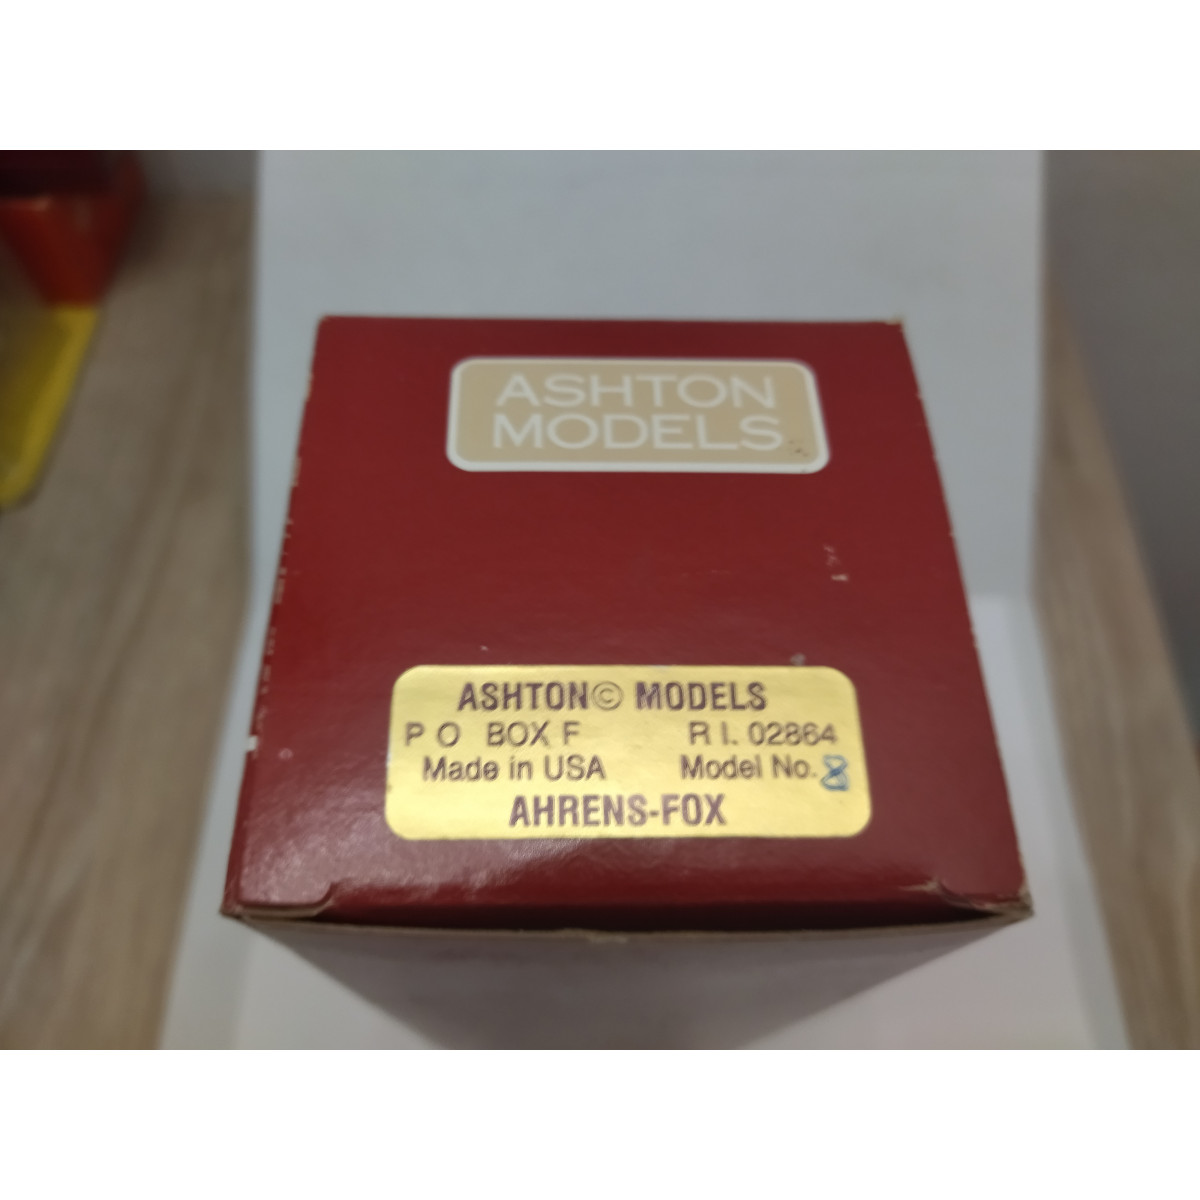 ASHTON
MODELS
ASHTON© MODELS
P O BOX F R I. 02864
Made in USA Model No. 8
AHRENS-FOX